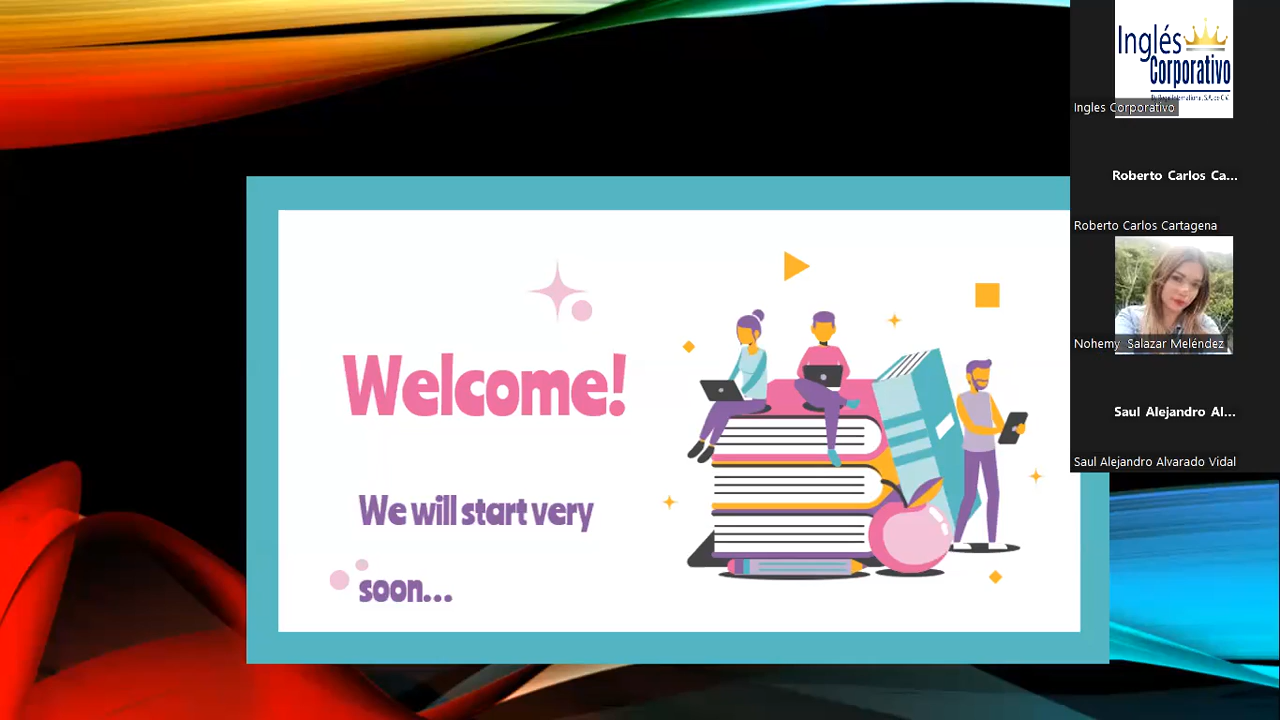 Welcome!
We will start very
soon...
Inglés
Corporativo
Ingles Corporativo
Roberto Carlos Ca...
Roberto Carlos Cartagena
Nohemy Salazar Meléndez
Saul Alejandro Al...
Saul Alejandro Alvarado Vidal